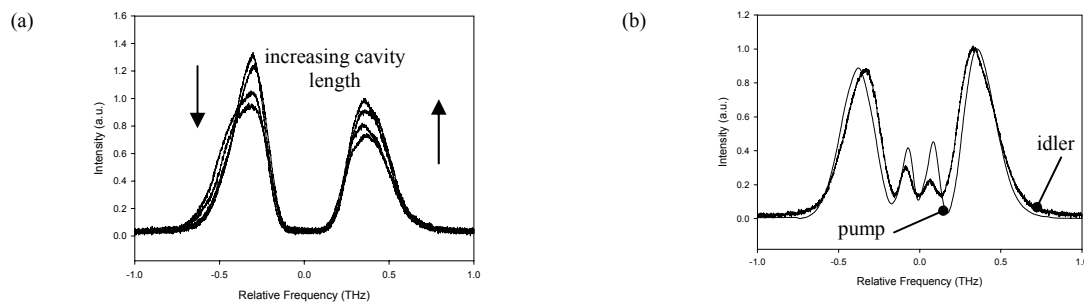 (a)
1.6
1.4
1.2
1.0
0.8
0.6
0.4
0.2
0.0
Intensity (a.u.)
increasing cavity
length
-1.0
-0.5
0.0
0.5
1.0
Relative Frequency (THz)
(b)
1.2
1.0
0.8
0.6
0.4
0.2
0.0
Intensity (a.u.)
idler
pump
-1.0
-0.5
0.0
0.5
1.0
Relative Frequency (THz)